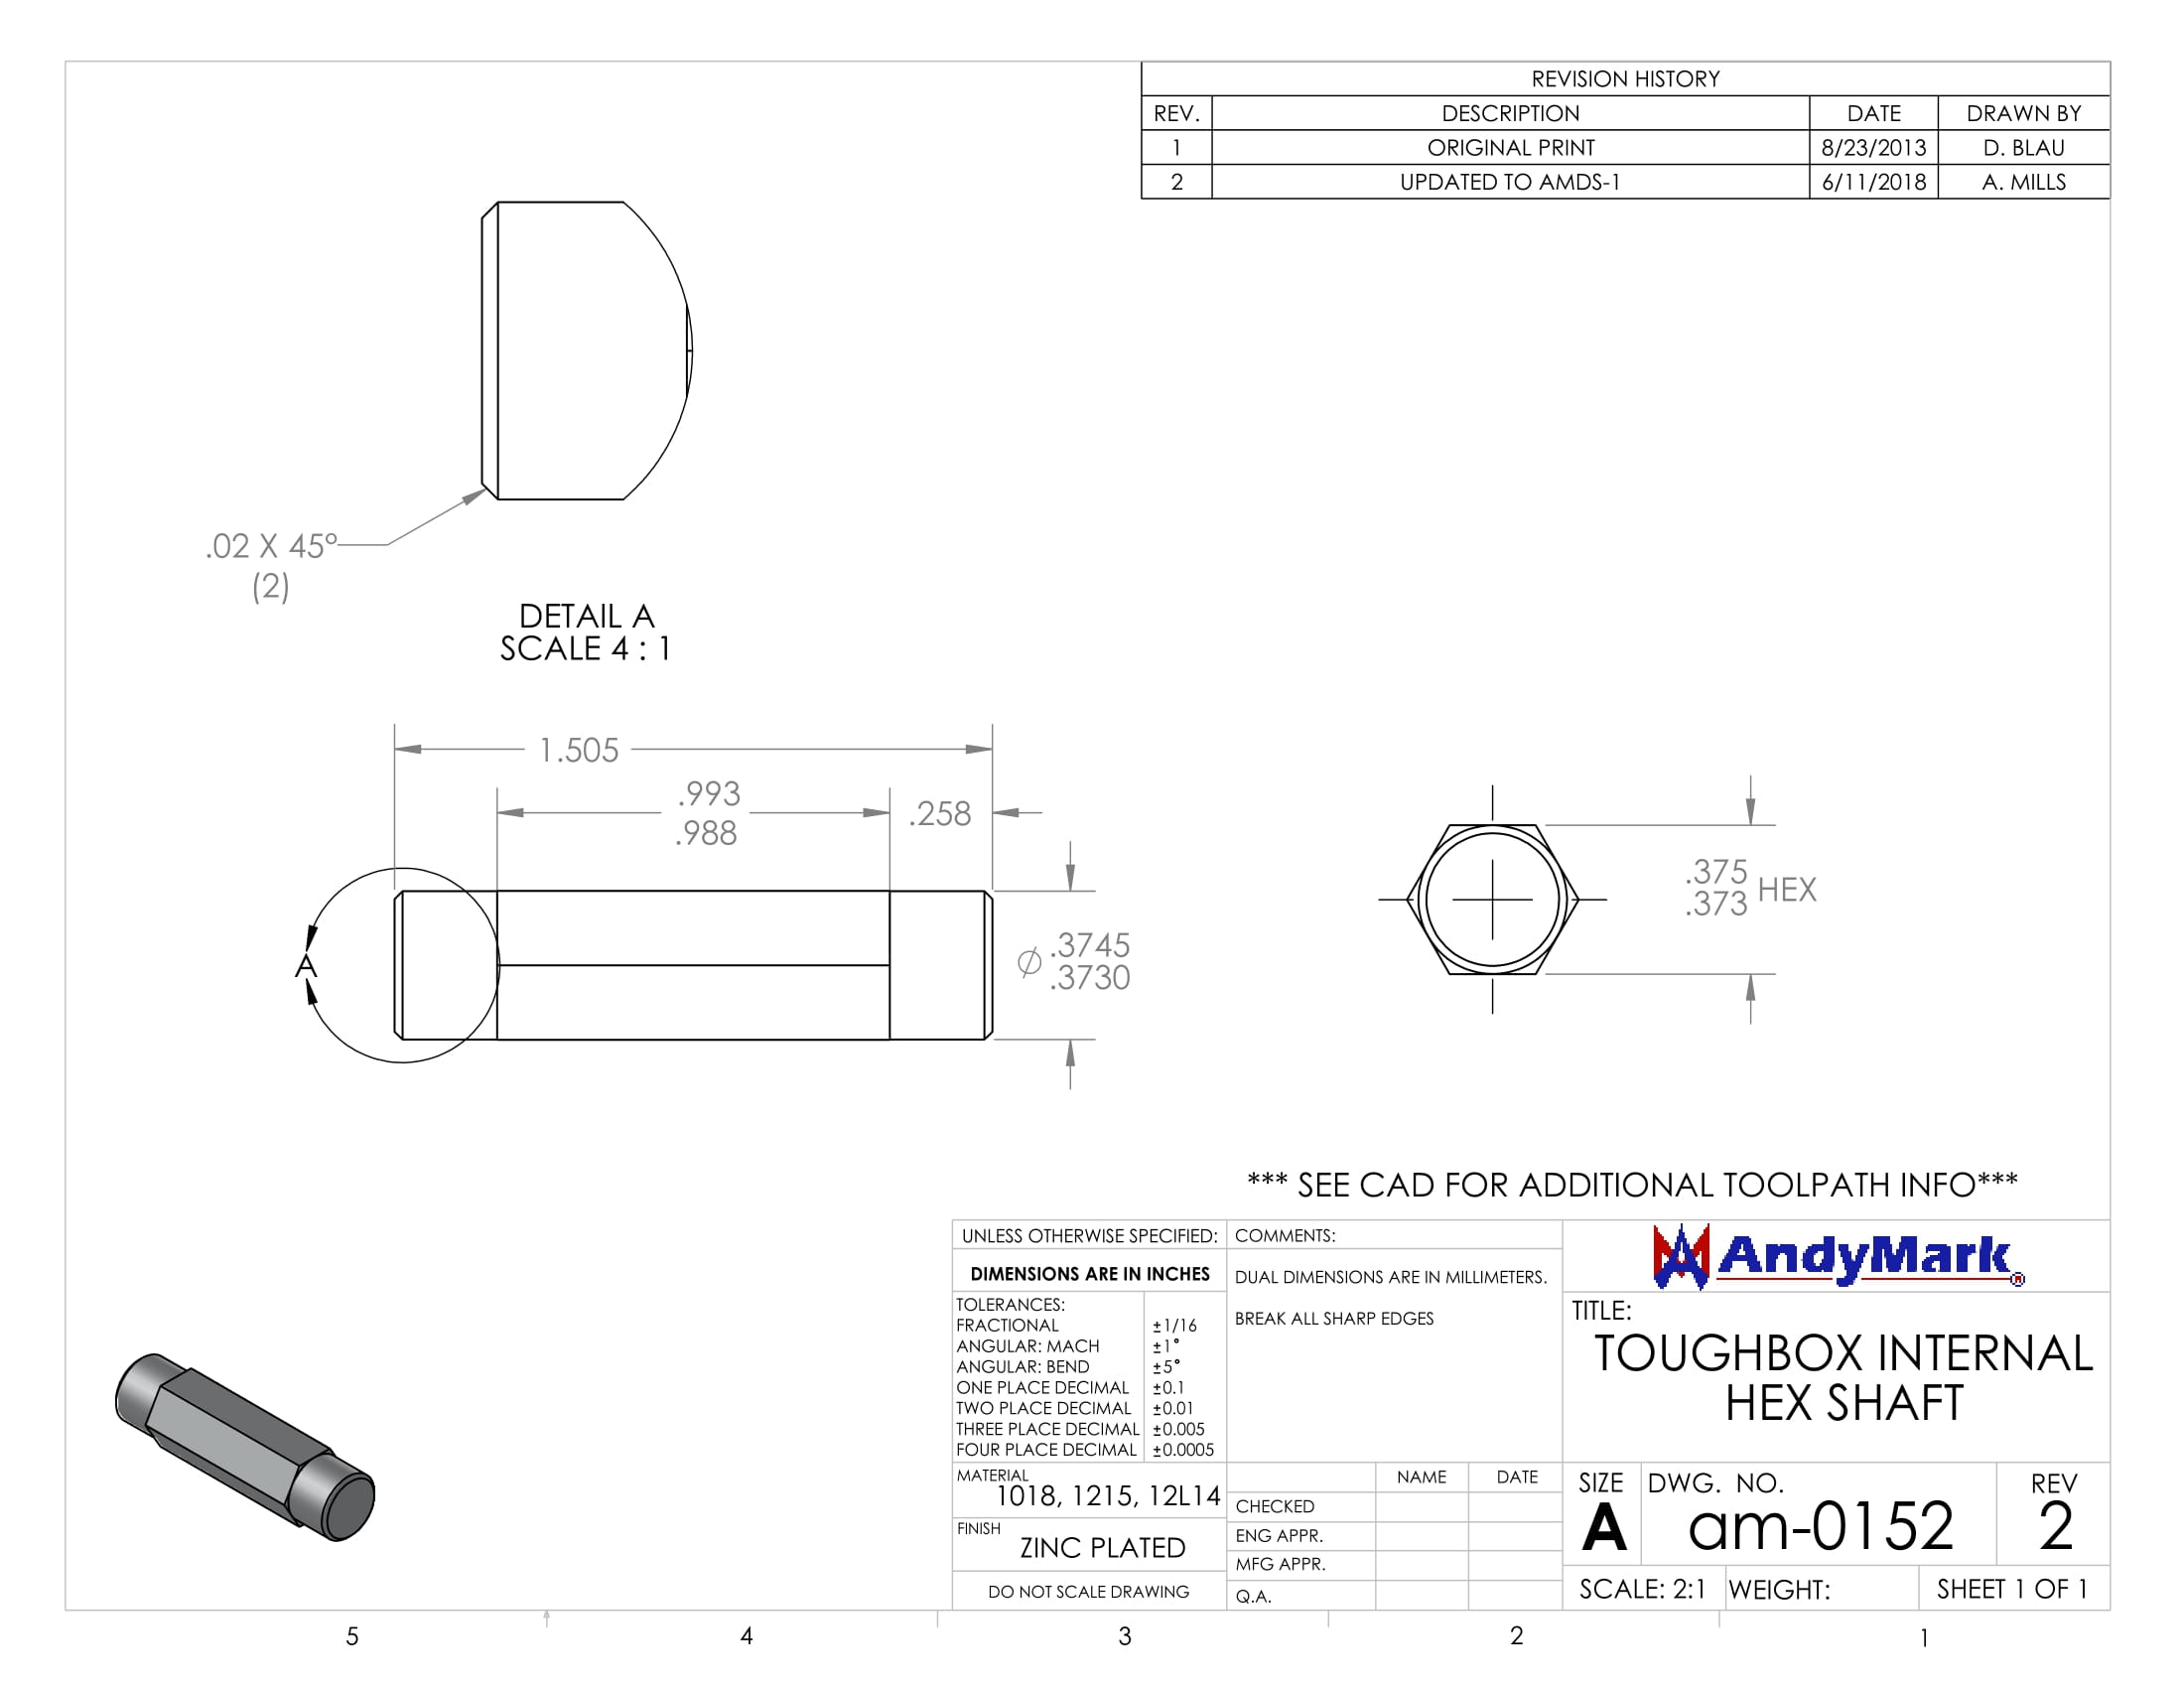 REVISION HISTORY
REV. DESCRIPTION DATE DRAWN BY
1 ORIGINAL PRINT 8/23/2013 D. BLAU
2 UPDATED TO AMDS-1 6/11/2018 A. MILLS
.02 X 45°
(2)
DETAIL A
SCALE 4 : 1
1.505
.993
.988
.258
A
⌀ .3745
.3730
.375
.373 HEX
*** SEE CAD FOR ADDITIONAL TOOLPATH INFO***
UNLESS OTHERWISE SPECIFIED:
DIMENSIONS ARE IN INCHES
TOLERANCES:
FRACTIONAL ±1/16
ANGULAR: MACH ±1°
ANGULAR: BEND ±5°
ONE PLACE DECIMAL ±0.1
TWO PLACE DECIMAL ±0.01
THREE PLACE DECIMAL ±0.005
FOUR PLACE DECIMAL ±0.0005
MATERIAL
1018, 1215, 12L14
FINISH
ZINC PLATED
DO NOT SCALE DRAWING
COMMENTS:
DUAL DIMENSIONS ARE IN MILLIMETERS.
BREAK ALL SHARP EDGES
NAME DATE
CHECKED
ENG APPR.
MFG APPR.
Q.A.
AndyMark®
TITLE:
TOUGHBOX INTERNAL
HEX SHAFT
SIZE DWG. NO. REV
A am-0152 2
SCALE: 2:1 WEIGHT: SHEET 1 OF 1
5 4 3 2 1